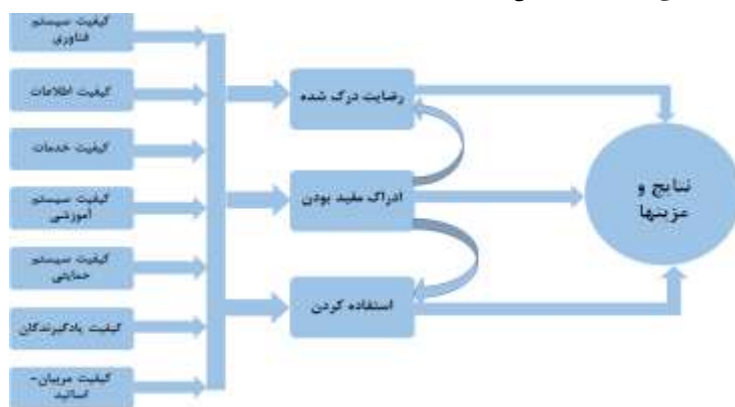 کیفیت سیستم
فناوری
کیفیت اطلاعات
کیفیت خدمات
کیفیت سیستم
آموزشی
کیفیت سیستم
حمایتی
کیفیت یادگیرندگان
کیفیت مربیان-
اساتید
رضایت درک شده
ادراک مفید بودن
استفاده کردن
نتایج و
مزیتها